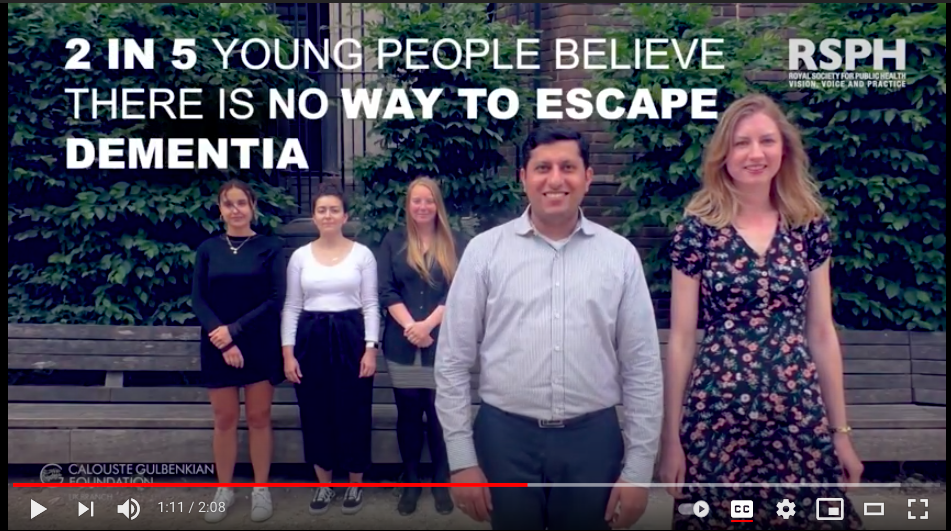 2 IN 5 YOUNG PEOPLE BELIEVE
THERE IS NO WAY TO ESCAPE
DEMENTIA
RSPH
ROYAL SOCIETY FOR PUBLIC HEALTH
VISION, VOICE AND PRACTICE
CALOUSTE GULBENKIAN
FOUNDATION
UK BRANCH
1:11 / 2:08
CC